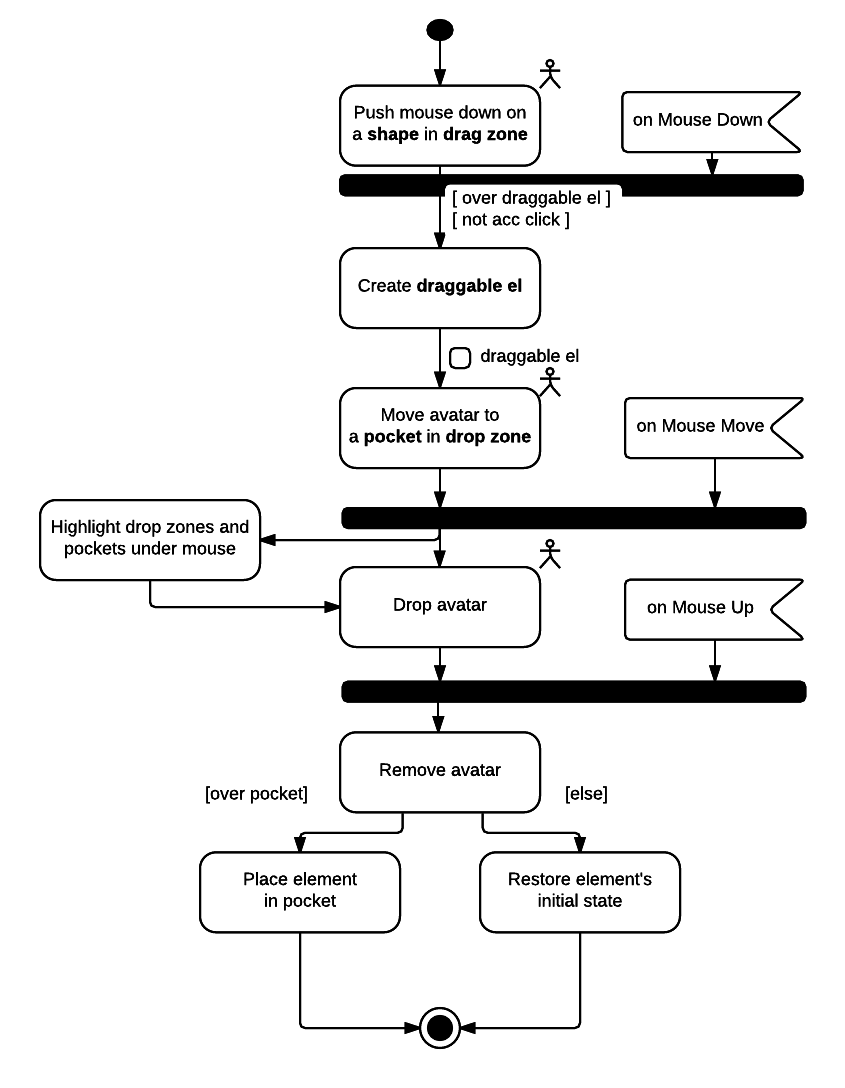 Push mouse down on
a shape in drag zone
on Mouse Down
[ over draggable el ]
[ not acc click ]
Create draggable el
draggable el
Move avatar to
a pocket in drop zone
on Mouse Move
Highlight drop zones and
pockets under mouse
Drop avatar
on Mouse Up
Remove avatar
[over pocket]
[else]
Place element
in pocket
Restore element's
initial state